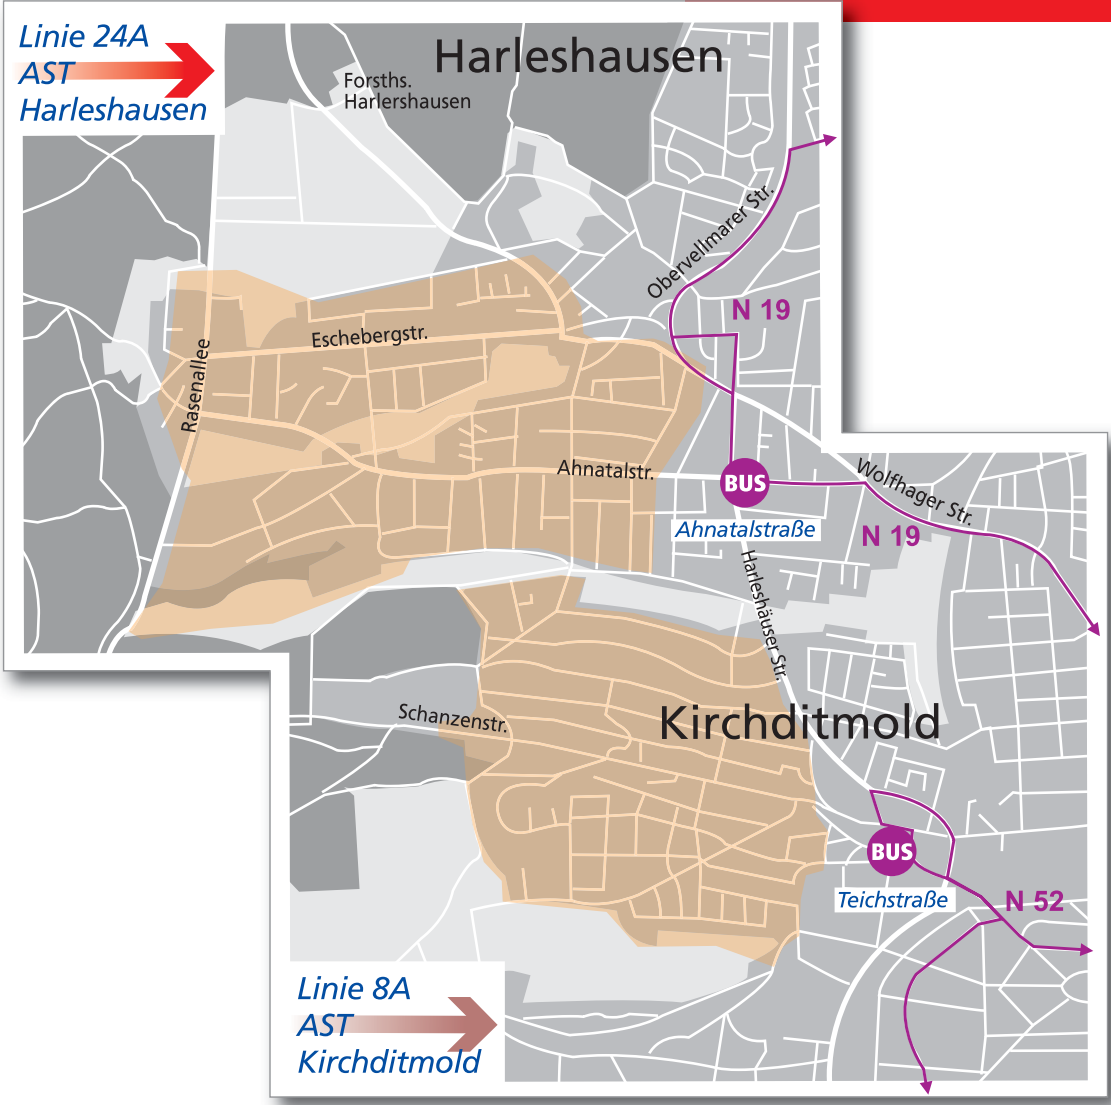 Linie 24A
AST
Harleshausen
Harleshausen
Forsths.
Harlershausen
Obervellmarer Str.
N 19
Eschebergstr.
Rasenallee
Ahnatalstr.
BUS
Ahnatalstraße
Wolfhager Str.
N 19
Harleshäuser Str.
Schanzenstr.
Kirchditmold
BUS
Teichstraße
N 52
Linie 8A
AST
Kirchditmold